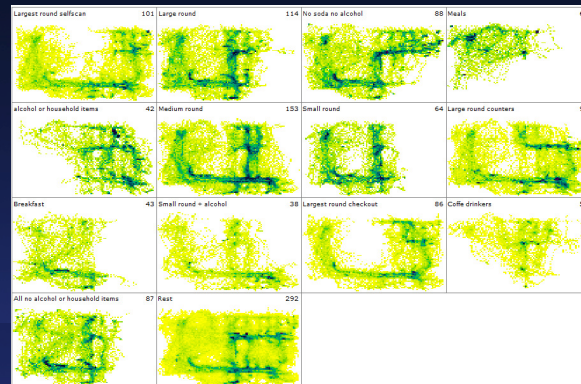 Largest round selfscan 101
Large round 114
No soda no alcohol 88
Meals
alcohol or household items 42
Medium round 153
Small round 64
Large round counters
Breakfast 43
Small round + alcohol 38
Largest round checkout 86
Coffe drinkers
All no alcohol or household items 87
Rest 292